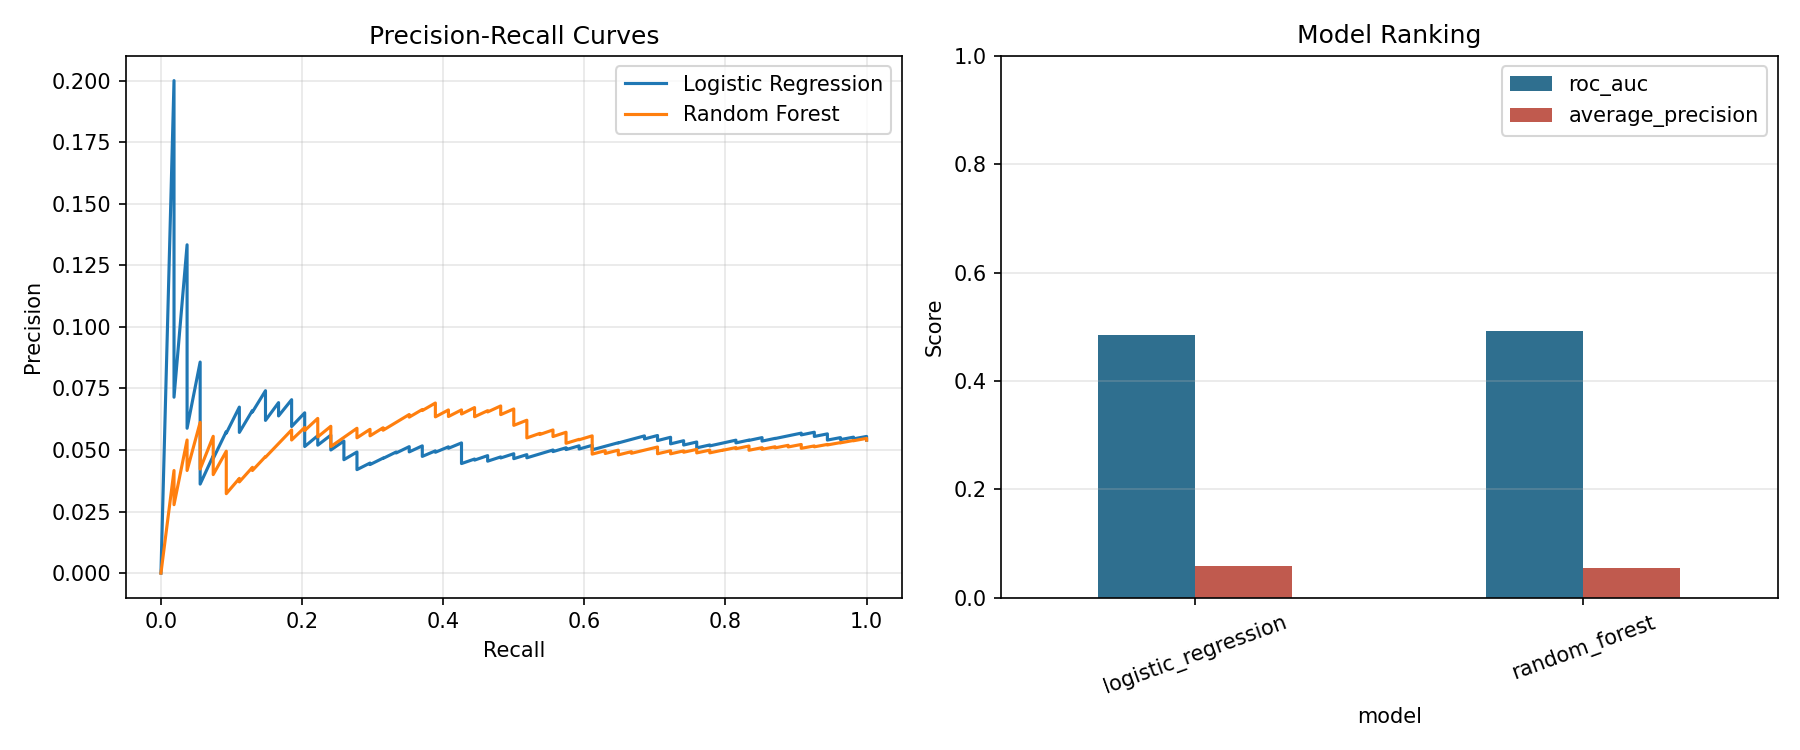 Precision-Recall Curves
0.200
0.175
0.150
0.125
0.100
0.075
0.050
0.025
0.000
Precision
Logistic Regression
Random Forest
0.0 0.2 0.4 0.6 0.8 1.0
Recall
Model Ranking
1.0
0.8
0.6
0.4
0.2
0.0
Score
roc_auc
average_precision
logistic_regression
random_forest
model